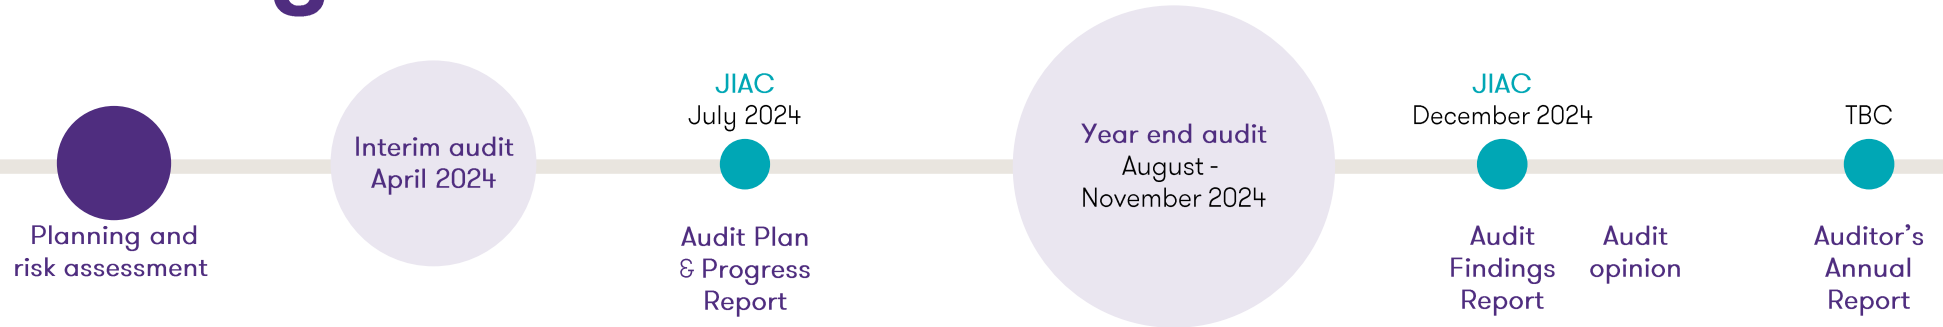 Planning and
risk assessment
Interim audit
April 2024
JIAC
July 2024
Audit Plan
& Progress
Report
Year end audit
August -
November 2024
JIAC
December 2024
Audit
Findings
Report
Audit
opinion
TBC
Auditor’s
Annual
Report